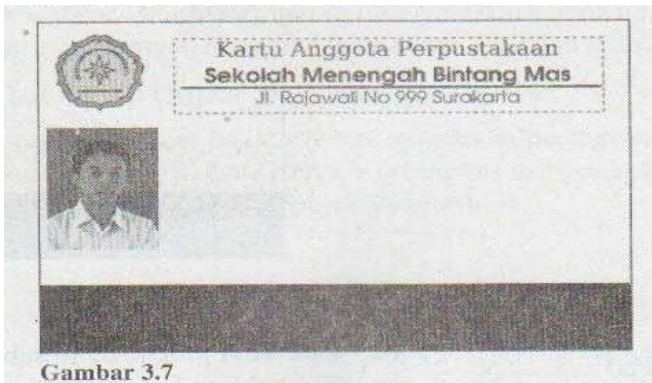 Kartu Anggota Perpustakaan
Sekolah Menengah Bintang Mas
Jl. Rajawali No 999 Surakarta
Gambar 3.7